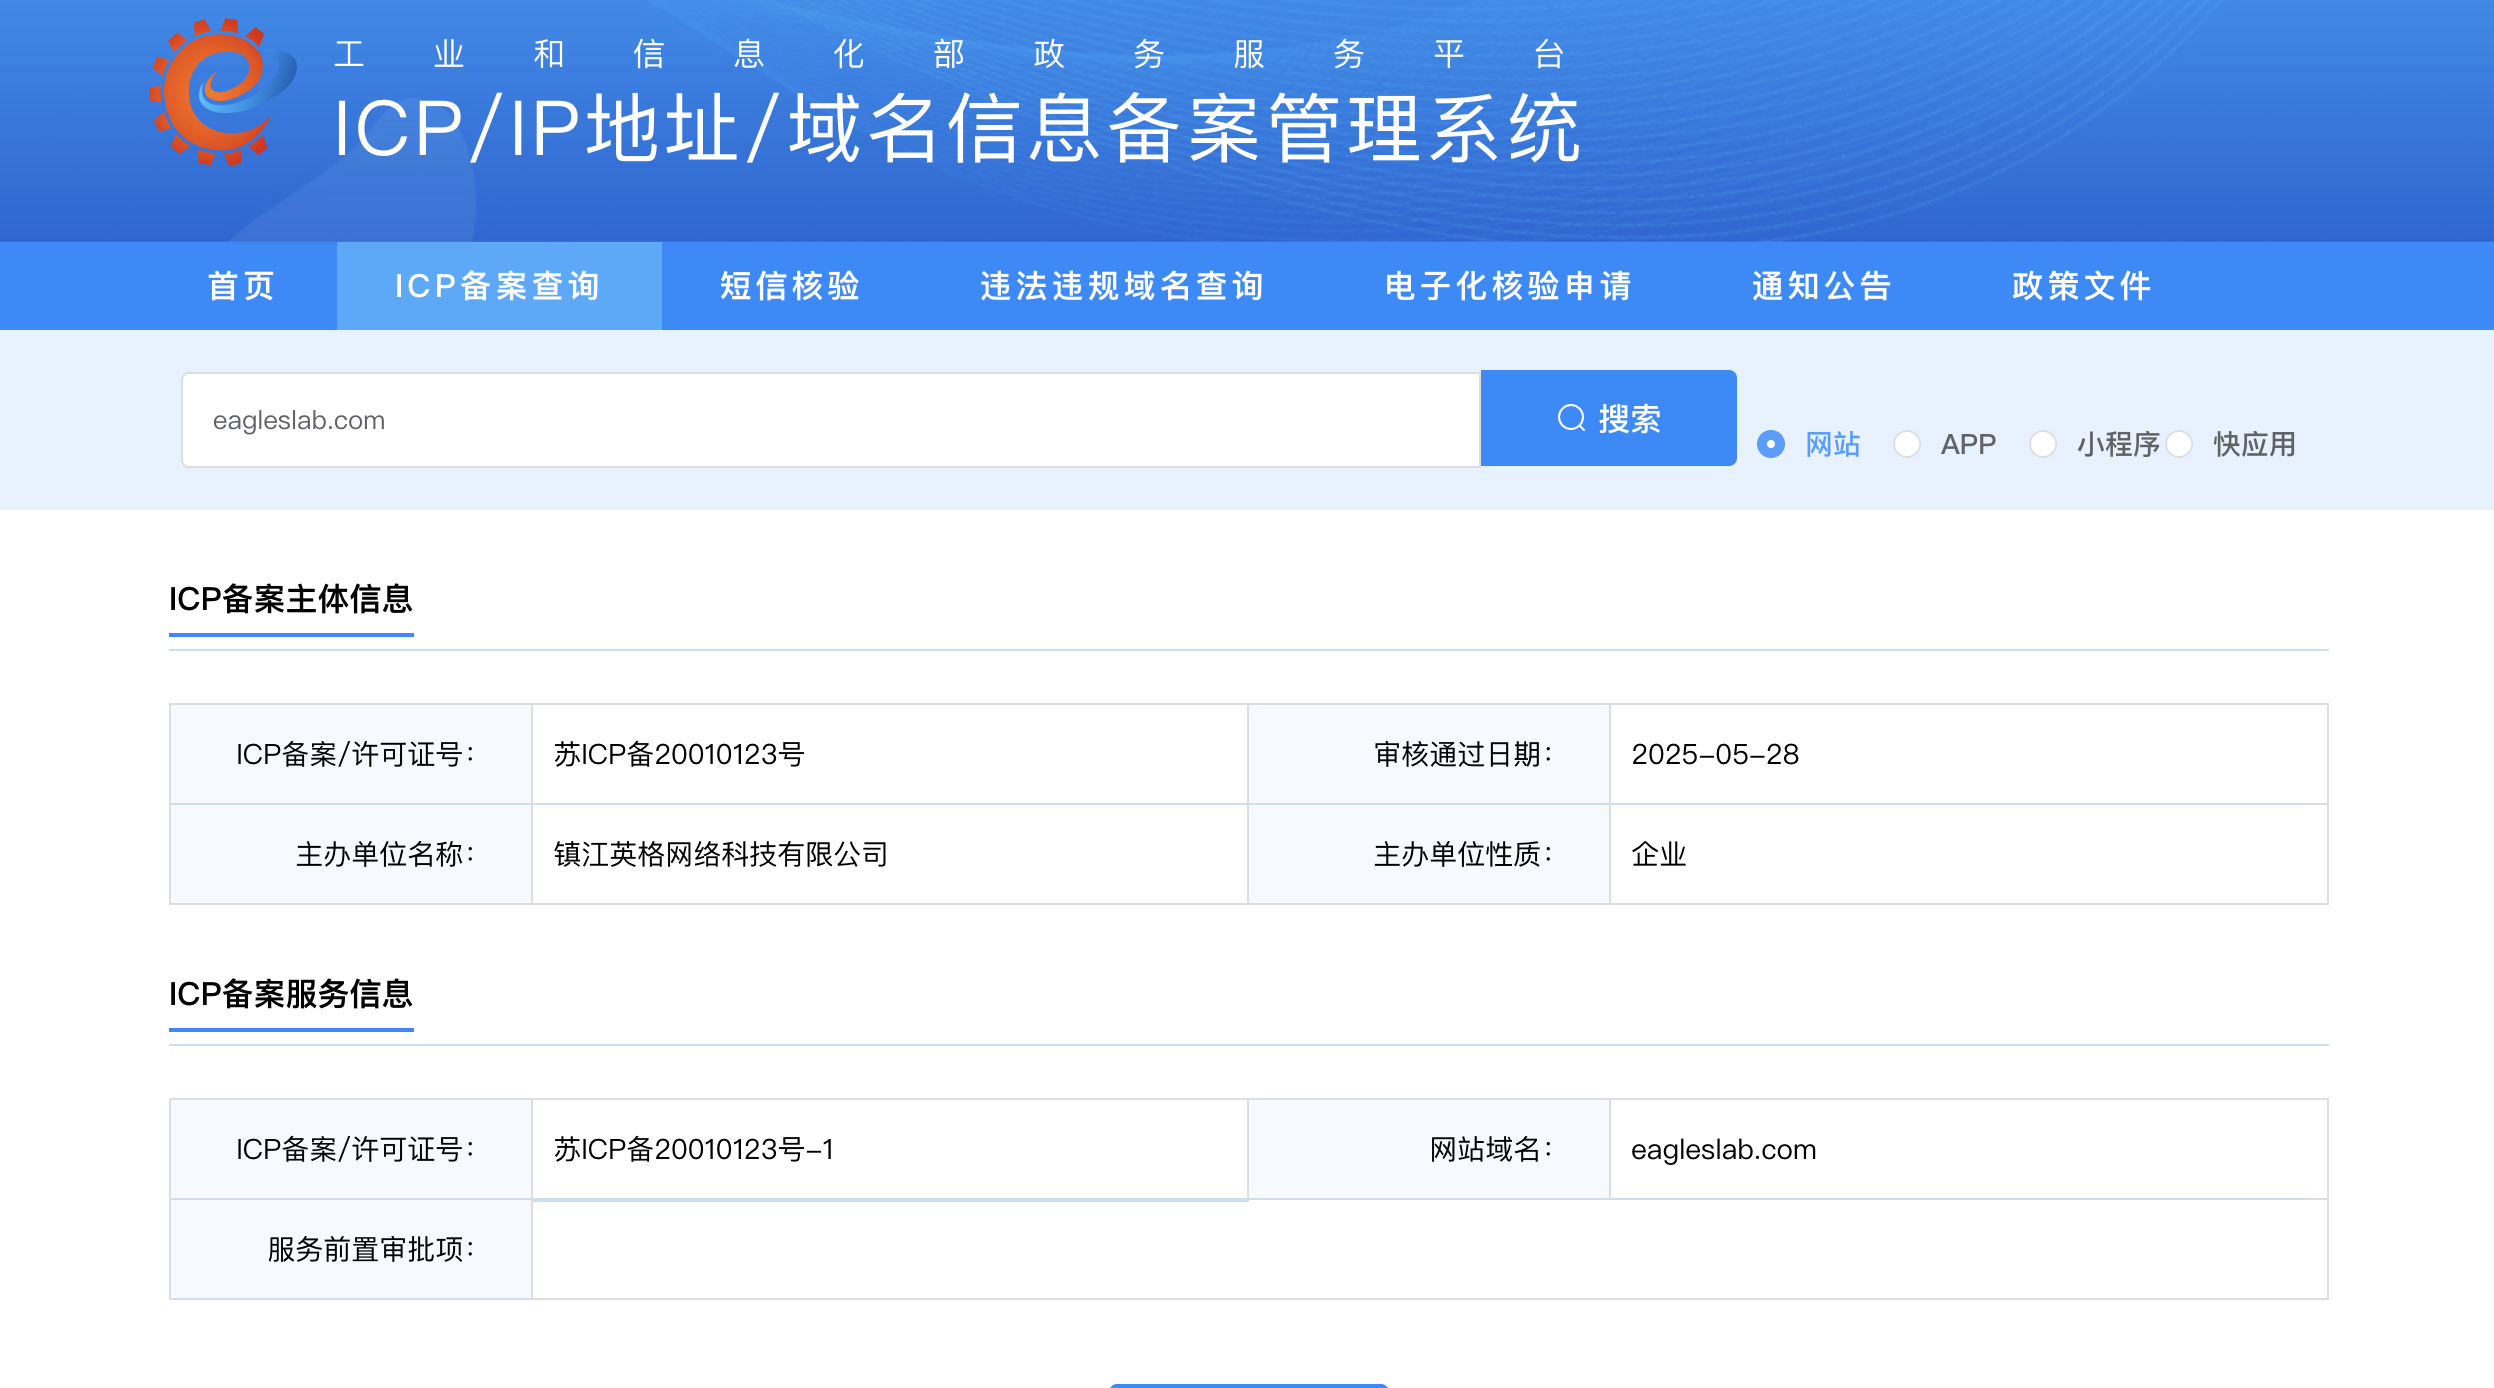 工业和信息化部政务服务平台
ICP/IP地址/域名信息备案管理系统
首页 ICP备案查询 短信核验 违法违规域名查询 电子化核验申请 通知公告 政策文件
eagleslab.com 搜索 网站 APP 小程序 快应用
ICP备案主体信息
ICP备案/许可证号： 苏ICP备20010123号 审核通过日期： 2025-05-28
主办单位名称： 镇江英格网络科技有限公司 主办单位性质： 企业
ICP备案服务信息
ICP备案/许可证号： 苏ICP备20010123号-1 网站域名： eagleslab.com
服务前置审批项：